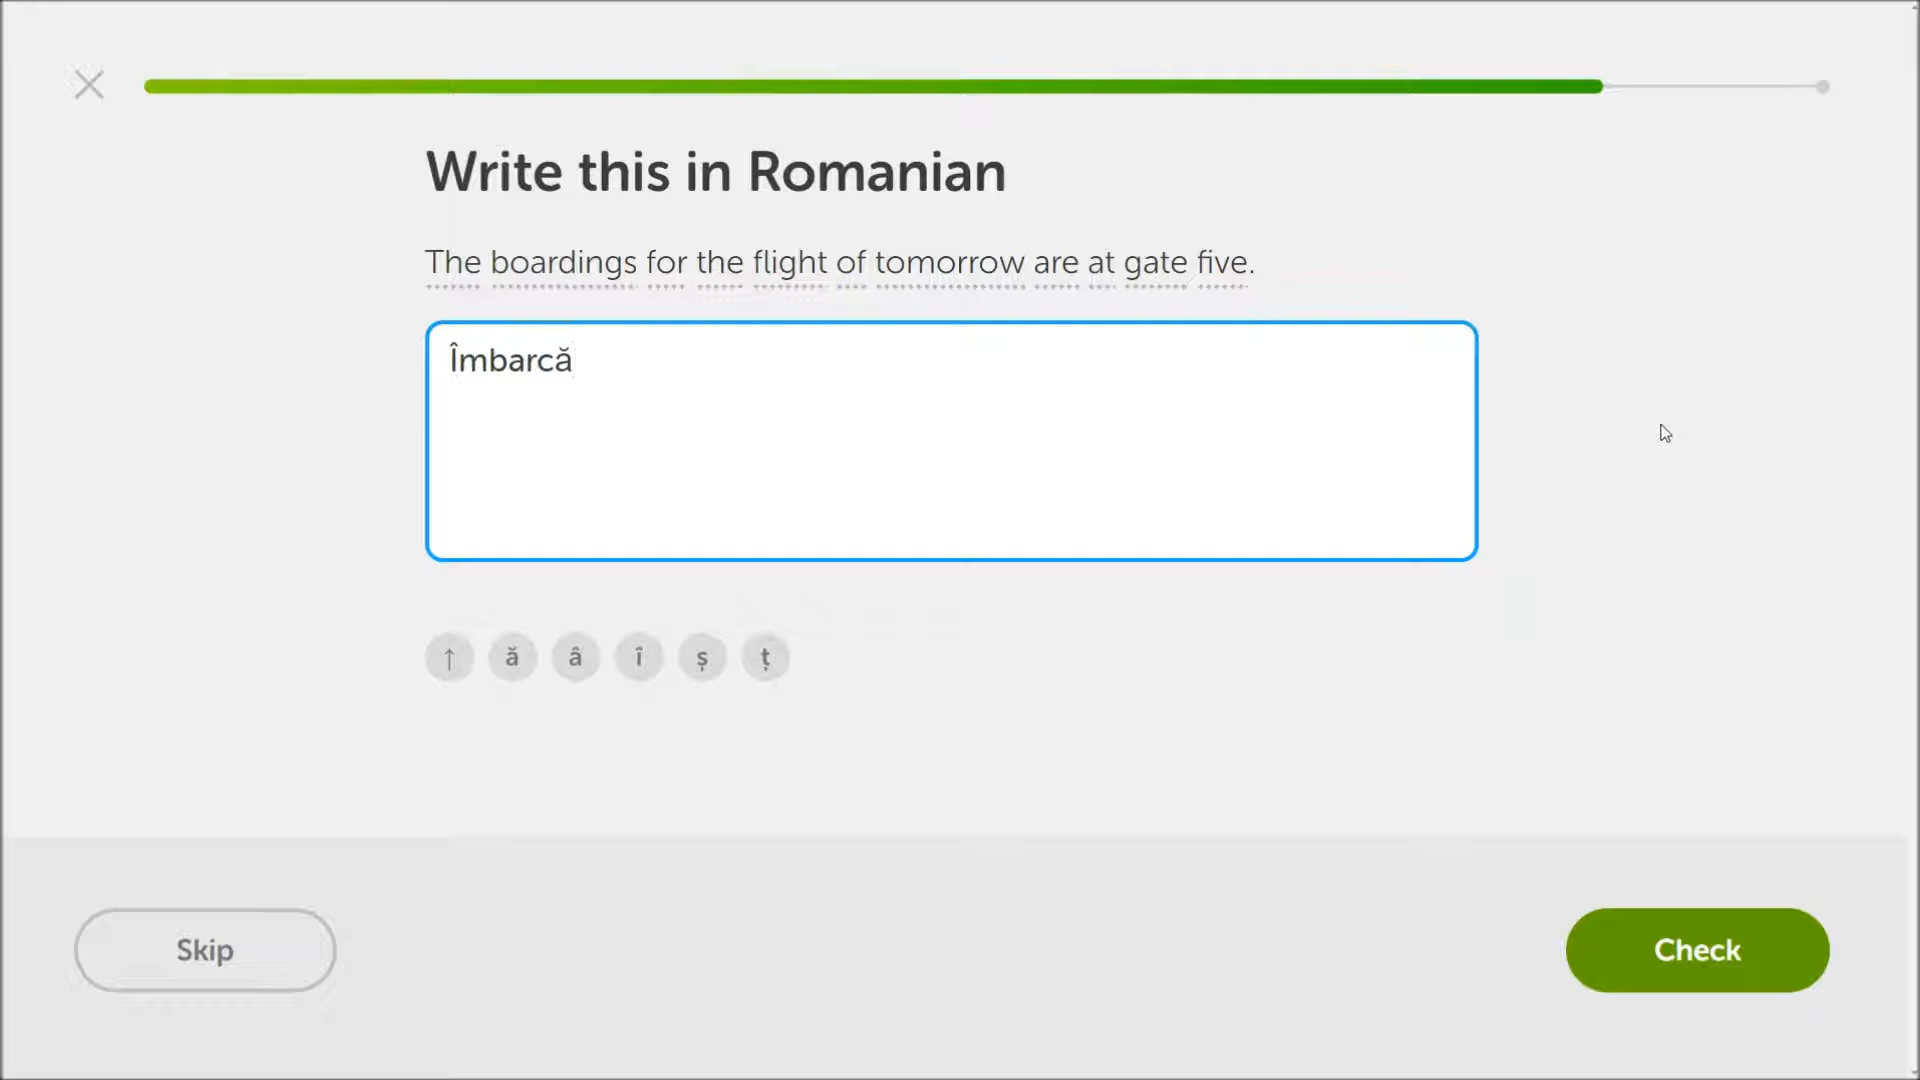 Write this in Romanian
The boardings for the flight of tomorrow are at gate five.
Îmbarcă
↑ ă â î ș ț
Skip
Check